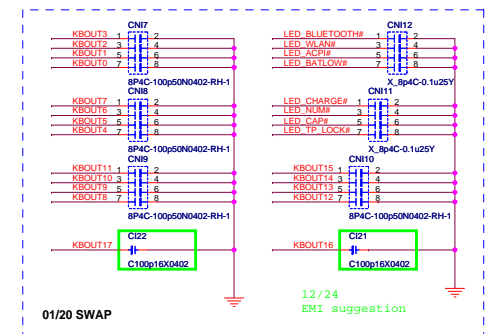 CNI7
KBOUT3 1 2
KBOUT2 3 4
KBOUT1 5 6
KBOUT0 7 8
8P4C-100p50N0402-RH-1
CNI8
KBOUT7 1 2
KBOUT6 3 4
KBOUT5 5 6
KBOUT4 7 8
8P4C-100p50N0402-RH-1
CNI9
KBOUT11 1 2
KBOUT10 3 4
KBOUT9 5 6
KBOUT8 7 8
8P4C-100p50N0402-RH-1
CI22
KBOUT17
C100p16X0402
01/20 SWAP
CNI12
LED_BLUETOOTH# 1 2
LED_WLAN# 3 4
LED_ACPI# 5 6
LED_BATLOW# 7 8
X_8p4C-0.1u25Y
CNI11
LED_CHARGE# 1 2
LED_NUM# 3 4
LED_CAP# 5 6
LED_TP_LOCK# 7 8
X_8p4C-0.1u25Y
CNI10
KBOUT15 1 2
KBOUT14 3 4
KBOUT13 5 6
KBOUT12 7 8
8P4C-100p50N0402-RH-1
CI21
KBOUT16
C100p16X0402
12/24
EMI suggestion